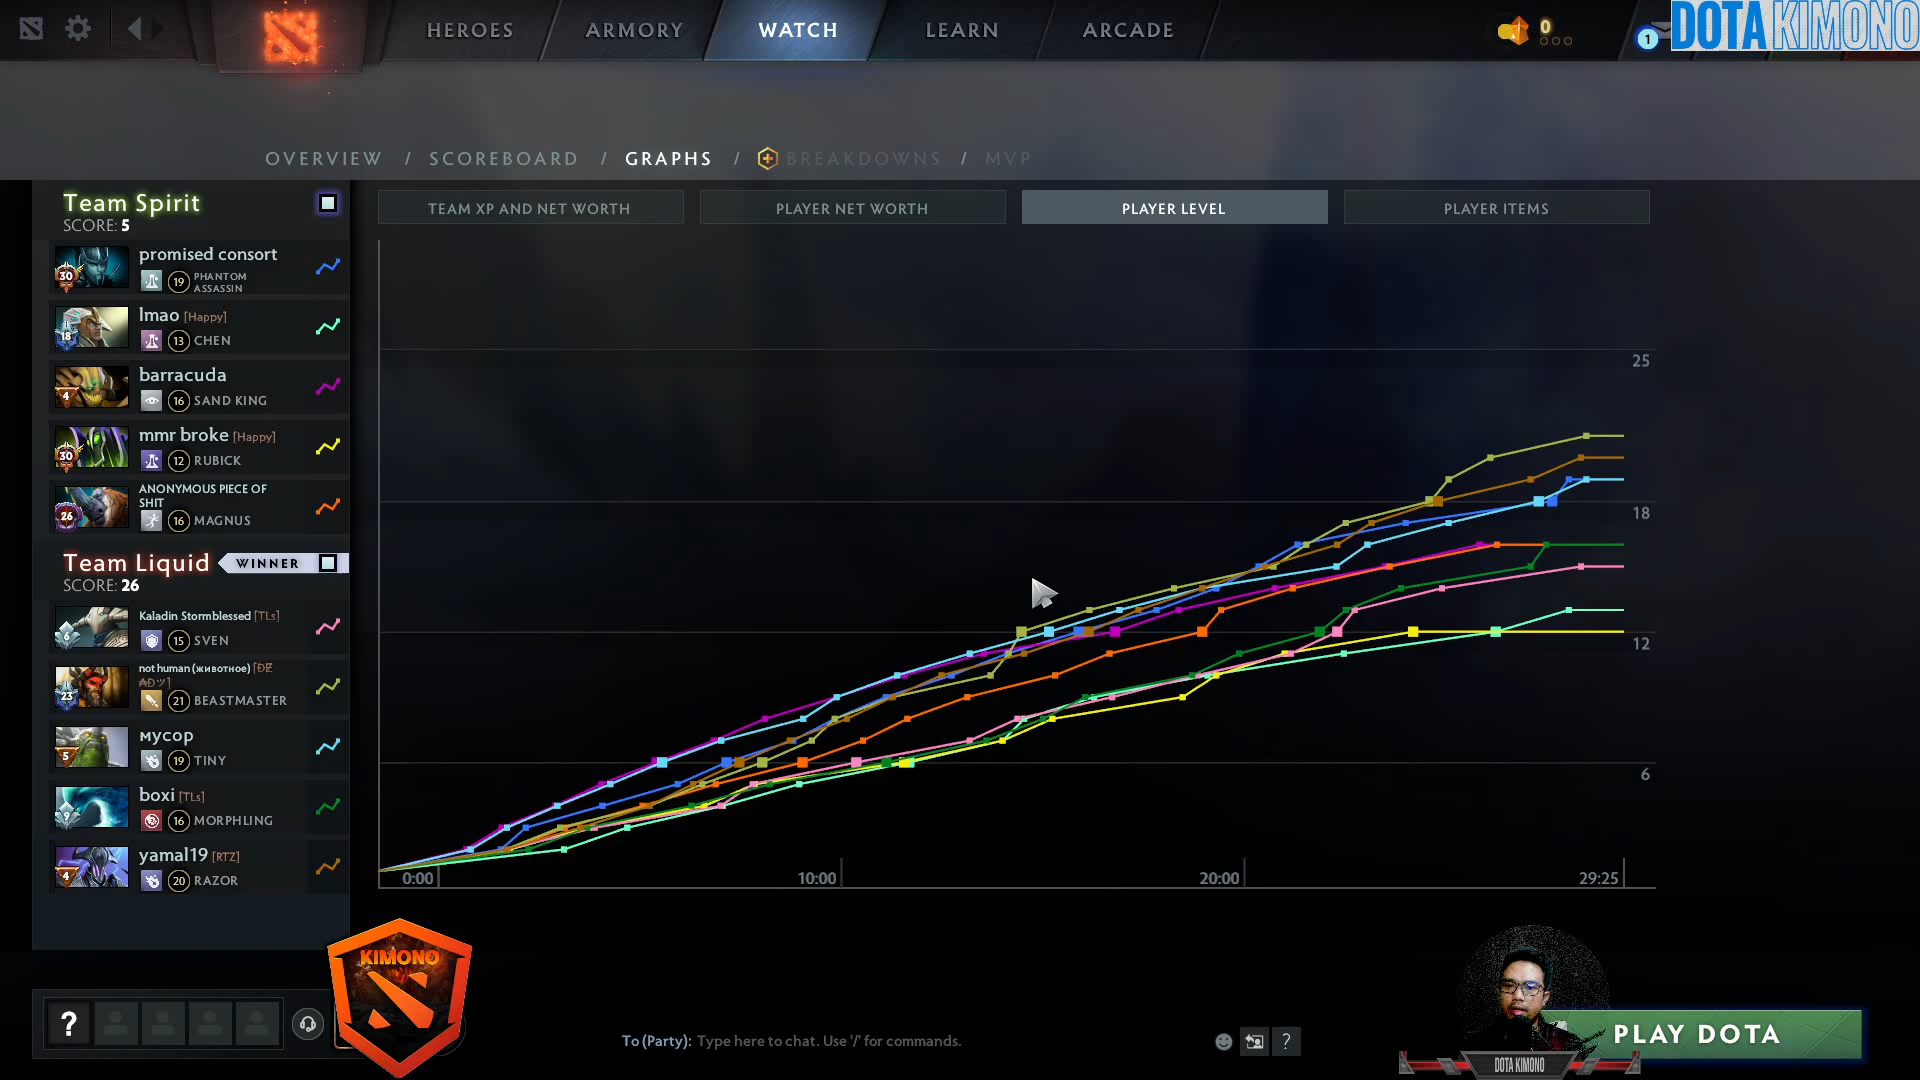 HEROES
ARMORY
WATCH
LEARN
ARCADE
0
1
DOTA KIMONO
OVERVIEW / SCOREBOARD / GRAPHS / BREAKDOWNS / MVP
Team Spirit
SCORE: 5
promised consort
30
19 PHANTOM
ASSASSIN
lmao [Happy]
18
13 CHEN
barracuda
4
16 SAND KING
mmr broke [Happy]
30
12 RUBICK
ANONYMOUS PIECE OF
SHIT
26
16 MAGNUS
Team Liquid WINNER
SCORE: 26
Kaladin Stormblessed [TLs]
6
15 SVEN
not human (животное) [ĐɆ
₳Đツ]
23
21 BEASTMASTER
мусор
5
19 TINY
boxi [TLs]
9
16 MORPHLING
yamal19 [RTZ]
4
20 RAZOR
TEAM XP AND NET WORTH
PLAYER NET WORTH
PLAYER LEVEL
PLAYER ITEMS
25
18
12
6
0:00
10:00
20:00
29:25
?
KIMONO
To (Party): Type here to chat. Use '/' for commands.
?
DOTA KIMONO
PLAY DOTA